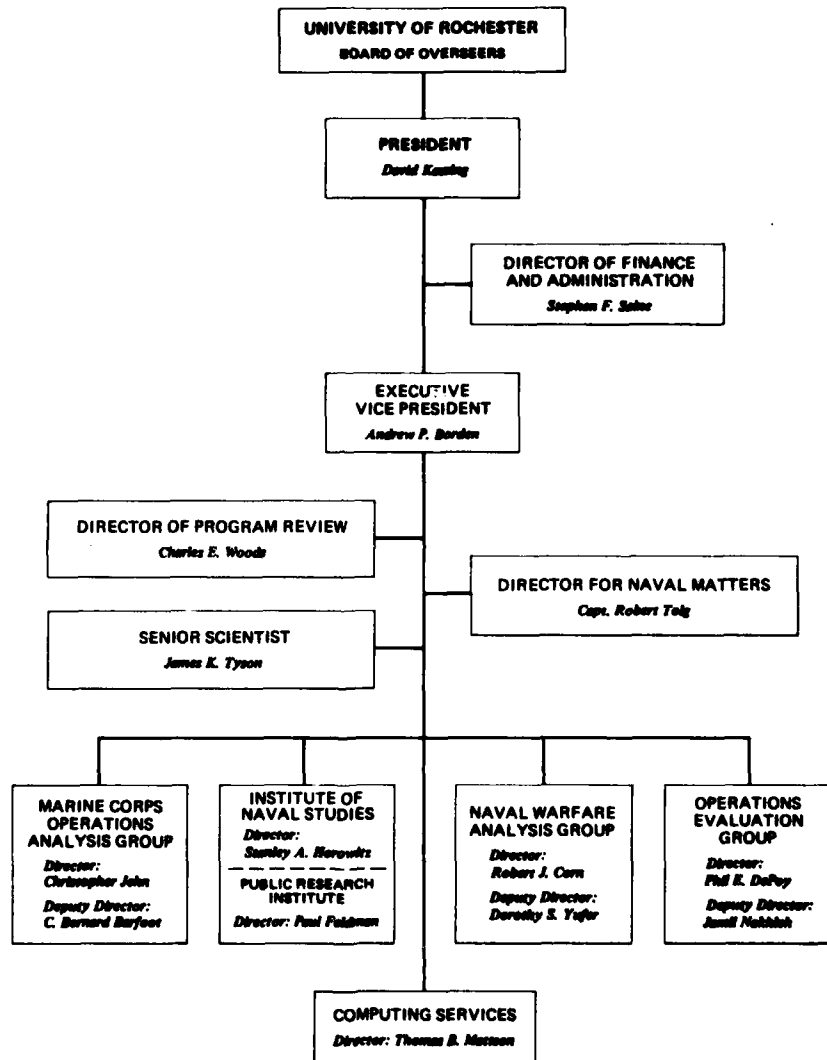 UNIVERSITY OF ROCHESTER
BOARD OF OVERSEERS
PRESIDENT
David Kassing
DIRECTOR OF FINANCE
AND ADMINISTRATION
Stephen F.
EXECUTIVE
VICE PRESIDENT
Andrew P. Borden
DIRECTOR OF PROGRAM REVIEW
Charles E. Woods
DIRECTOR FOR NAVAL MATTERS
Capt. Robert
SENIOR SCIENTIST
James K. Tyson
MARINE CORPS
OPERATIONS
ANALYSIS GROUP
Director:
Christopher John
Deputy Director:
C. Bernard Barfoot
INSTITUTE OF
NAVAL STUDIES
Director:
Stanley A. Horowitz
PUBLIC RESEARCH
INSTITUTE
Director: Paul Feldman
NAVAL WARFARE
ANALYSIS GROUP
Director:
Robert J. Corn
Deputy Director:
Dorothy S. Yufer
OPERATIONS
EVALUATION
GROUP
Director:
Phil E. DePoy
Deputy Director:
Jamil Nakhleh
COMPUTING SERVICES
Director: Thomas B.